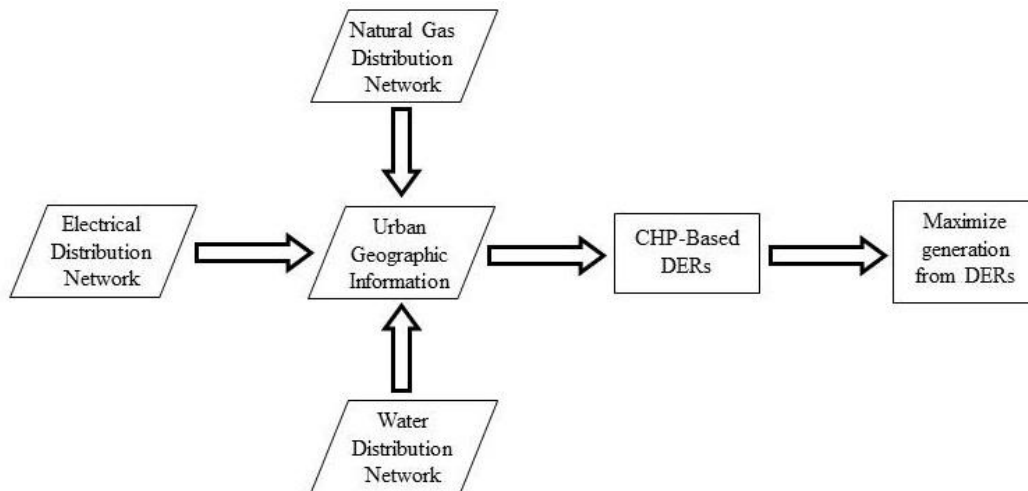 Natural Gas
Distribution
Network
Electrical
Distribution
Network
Urban
Geographic
Information
CHP-Based
DERs
Maximize
generation
from DERs
Water
Distribution
Network